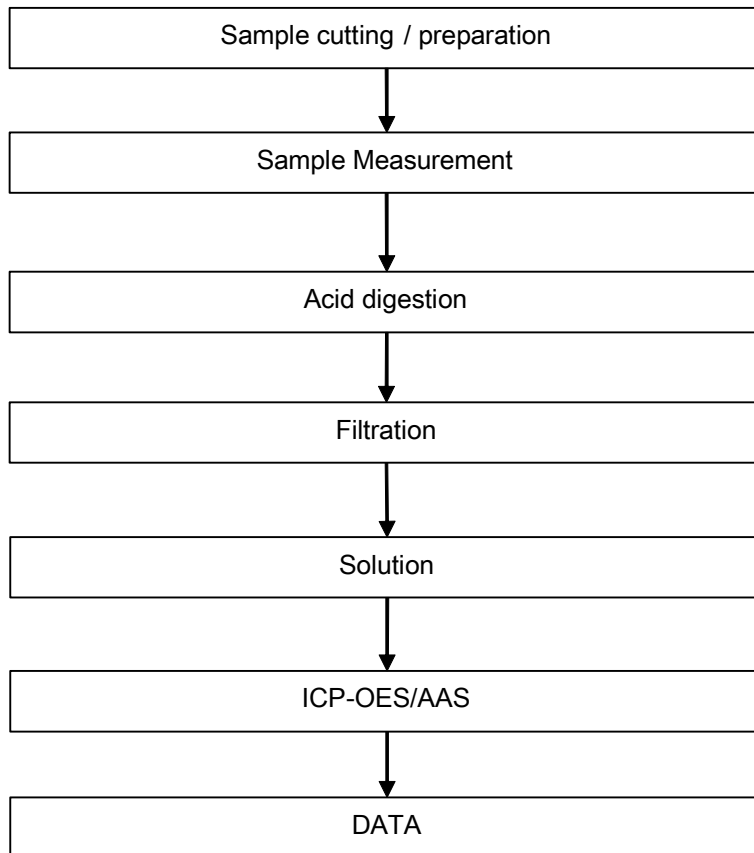 Sample cutting / preparation
Sample Measurement
Acid digestion
Filtration
Solution
ICP-OES/AAS
DATA